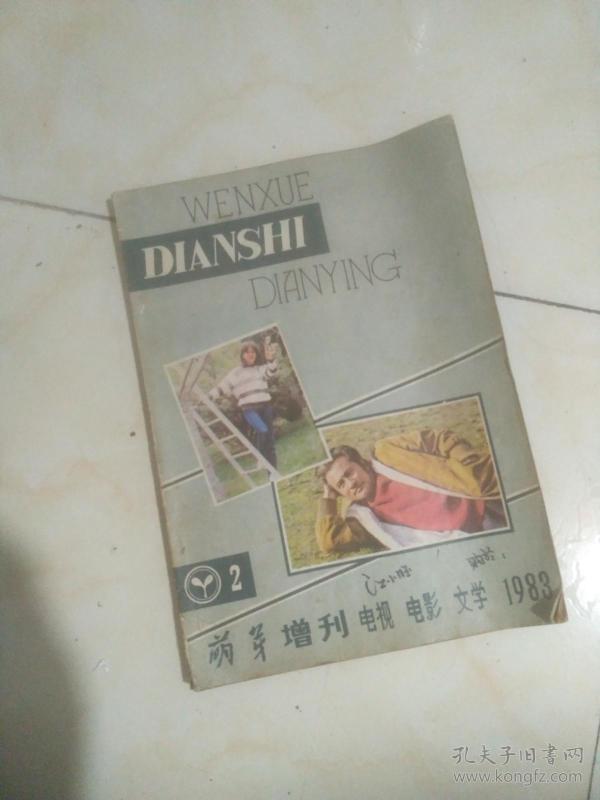 WENXUE
DIANSHI
DIANYING
2
萌芽 增刊 电视 电影 文学 1983
孔夫子旧书网
www.kongfz.com